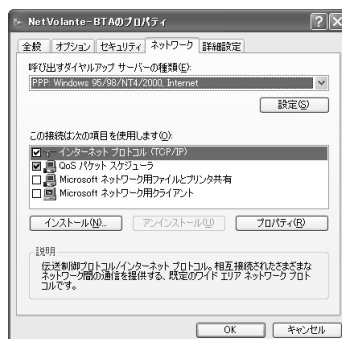 NetVolante-BTAのプロパティ
全般 オプション セキュリティ ネットワーク 詳細設定
呼び出すダイヤルアップ サーバーの種類(E):
PPP: Windows 95/98/NT4/2000, Internet
設定(S)
この接続は次の項目を使用します(O):
インターネット プロトコル (TCP/IP)
QoS パケット スケジューラ
Microsoft ネットワーク用ファイルとプリンタ共有
Microsoft ネットワーク用クライアント
インストール(N)... アンインストール(U) プロパティ(R)
説明
伝送制御プロトコル/インターネット プロトコル。相互接続されたさまざまな
ネットワーク間の通信を提供する、既定のワイド エリア ネットワーク プロト
コルです。
OK キャンセル